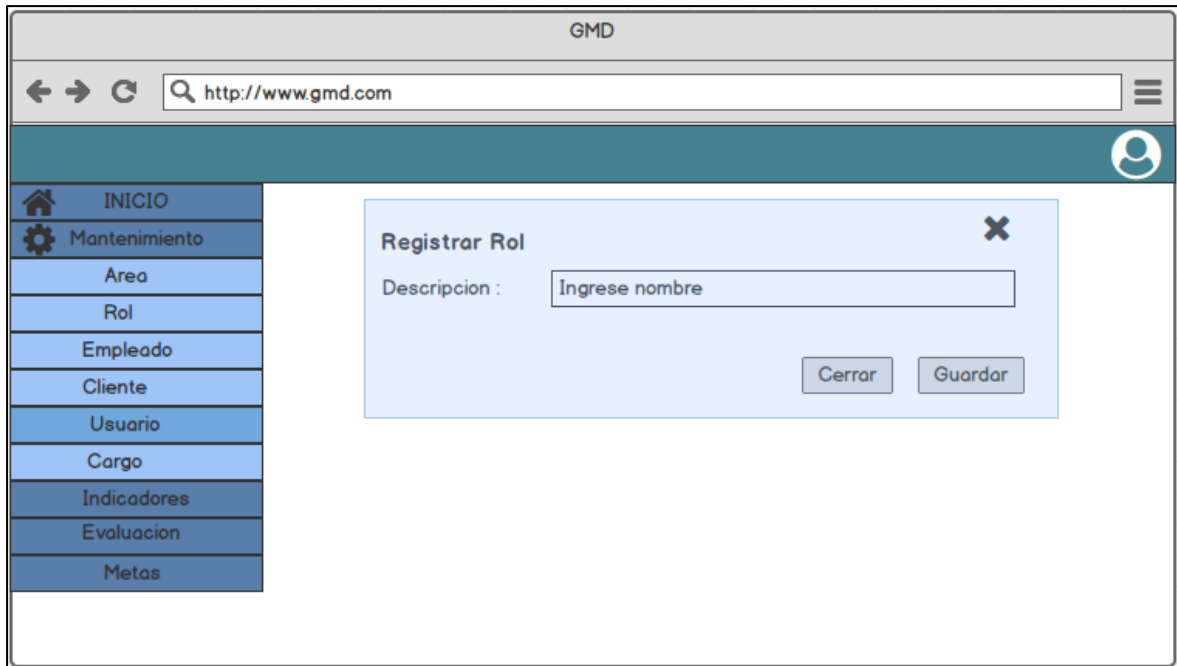 GMD
http://www.gmd.com
INICIO
Mantenimiento
Area
Rol
Empleado
Cliente
Usuario
Cargo
Indicadores
Evaluacion
Metas
Registrar Rol
Descripcion :
Ingrese nombre
Cerrar
Guardar